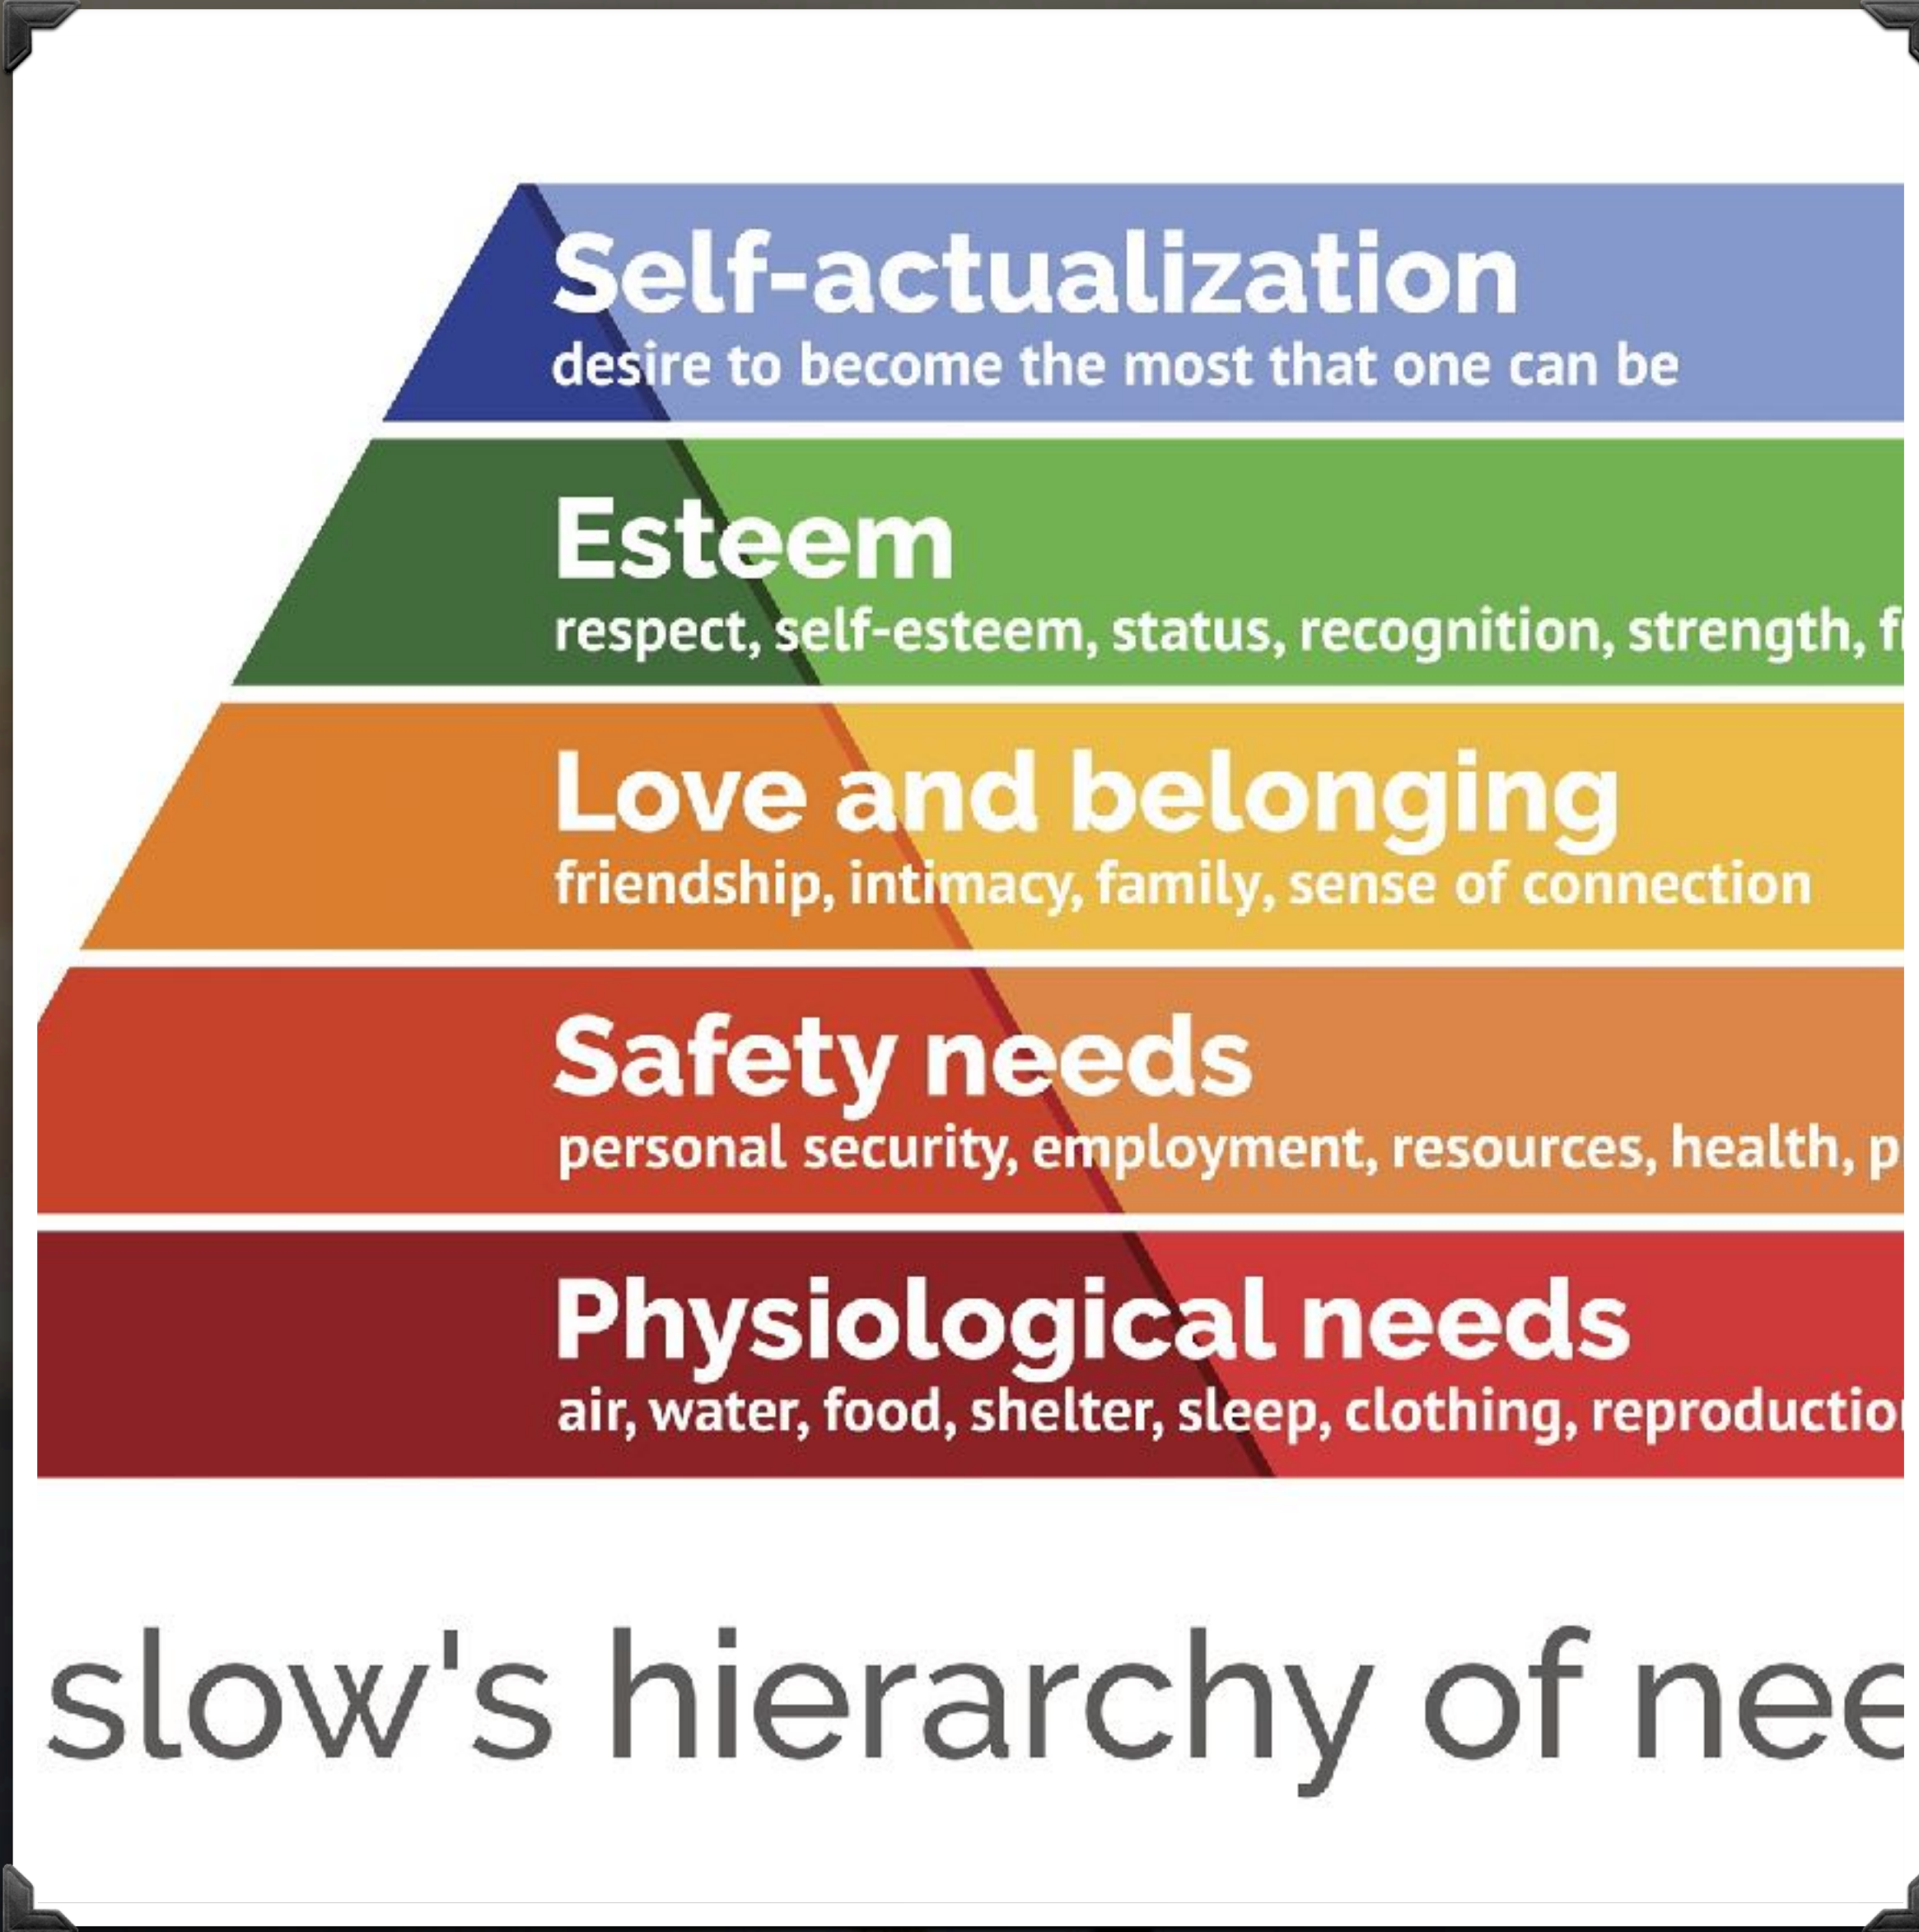 Self-actualization
desire to become the most that one can be
Esteem
respect, self-esteem, status, recognition, strength,
Love and belonging
friendship, intimacy, family, sense of connection
Safety needs
personal security, employment, resources, health,
Physiological needs
air, water, food, shelter, sleep, clothing,
slow's hierarchy of